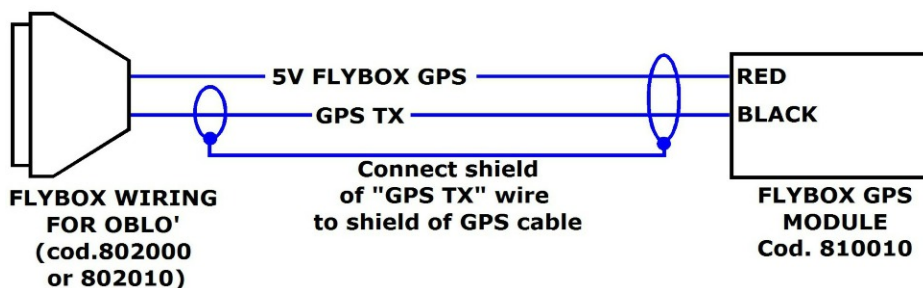 5V FLYBOX GPS
RED
GPS TX
BLACK
Connect shield
of "GPS TX" wire
to shield of GPS cable
FLYBOX WIRING
FOR OBLO'
(cod.802000
or 802010)
FLYBOX GPS
MODULE
Cod. 810010